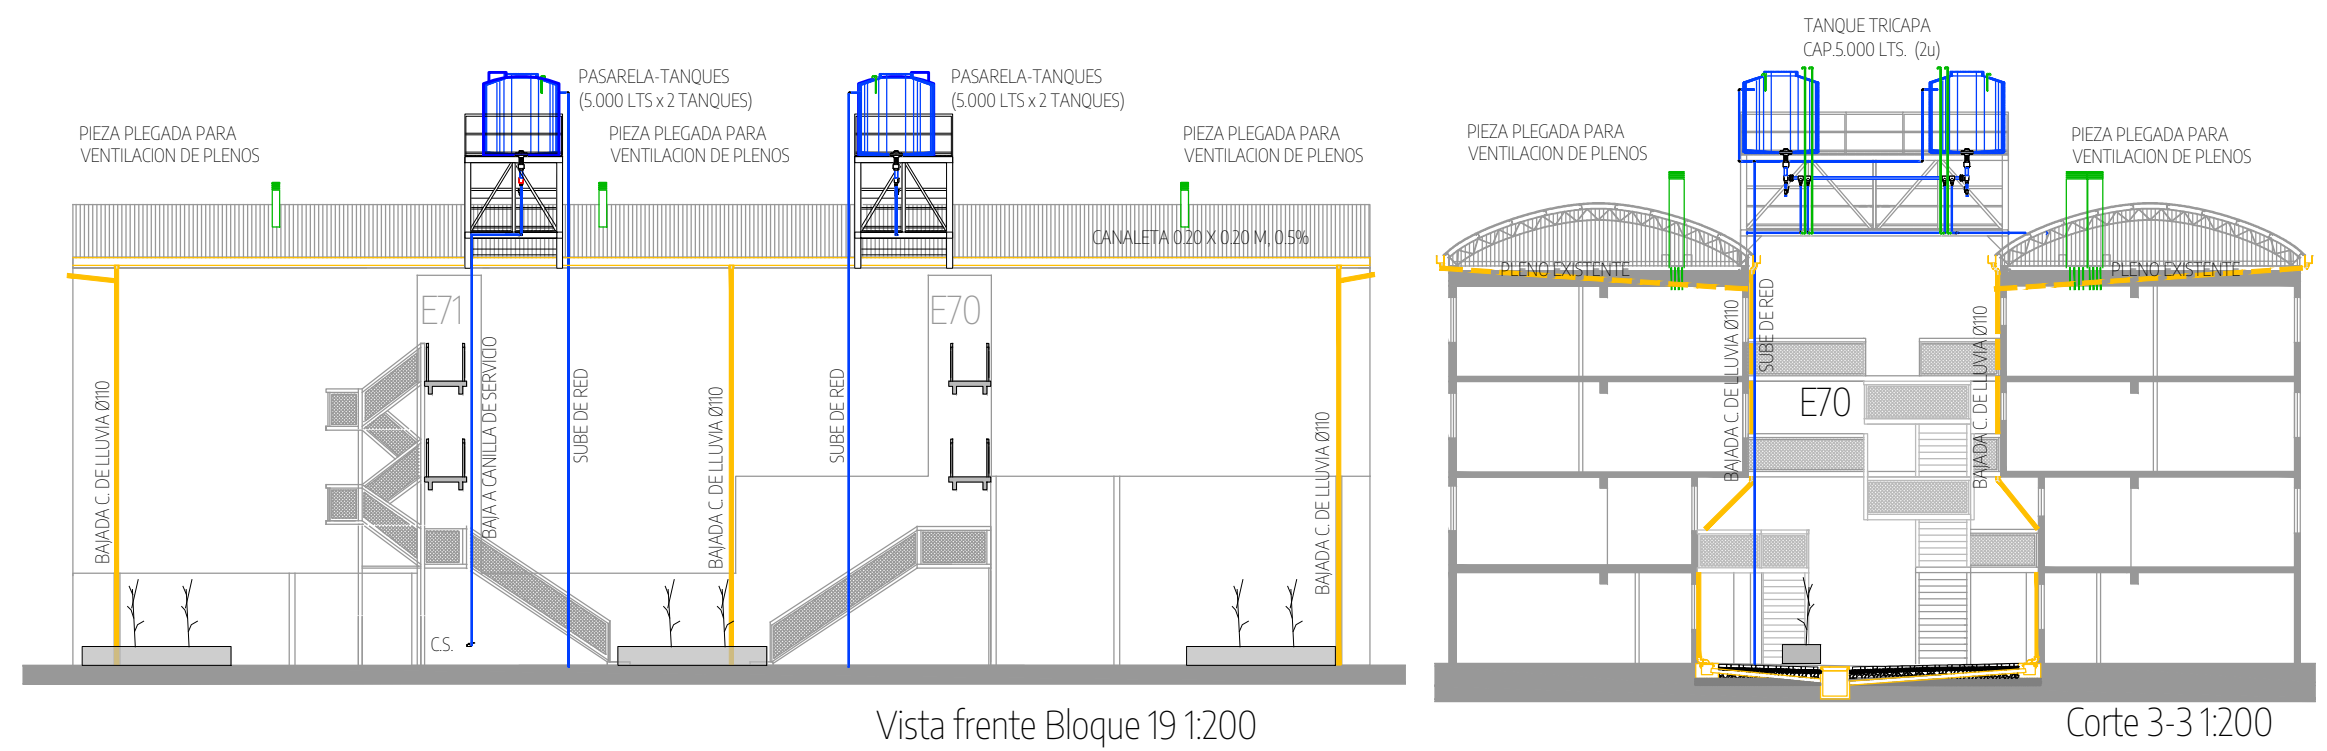 PASARELA-TANQUES
(5.000 LTS x 2 TANQUES)
PASARELA-TANQUES
(5.000 LTS x 2 TANQUES)
PIEZA PLEGADA PARA
VENTILACION DE PLENOS
PIEZA PLEGADA PARA
VENTILACION DE PLENOS
PIEZA PLEGADA PARA
VENTILACION DE PLENOS
CANALETA 0.20 X 0.20 M, 0.5%
E71
E70
BAJADA C. DE LLUVIA Ø110
BAJA A CANILLA DE SERVICIO
SUBE DE RED
BAJADA C. DE LLUVIA Ø110
SUBE DE RED
BAJADA C. DE LLUVIA Ø110
C.S.
Vista frente Bloque 19 1:200
TANQUE TRICAPA
CAP.5.000 LTS. (2u)
PIEZA PLEGADA PARA
VENTILACION DE PLENOS
PIEZA PLEGADA PARA
VENTILACION DE PLENOS
PLENO EXISTENTE
PLENO EXISTENTE
BAJADA C. DE LLUVIA Ø110
SUBE DE RED
E70
BAJADA C. DE LLUVIA Ø110
Corte 3-3 1:200